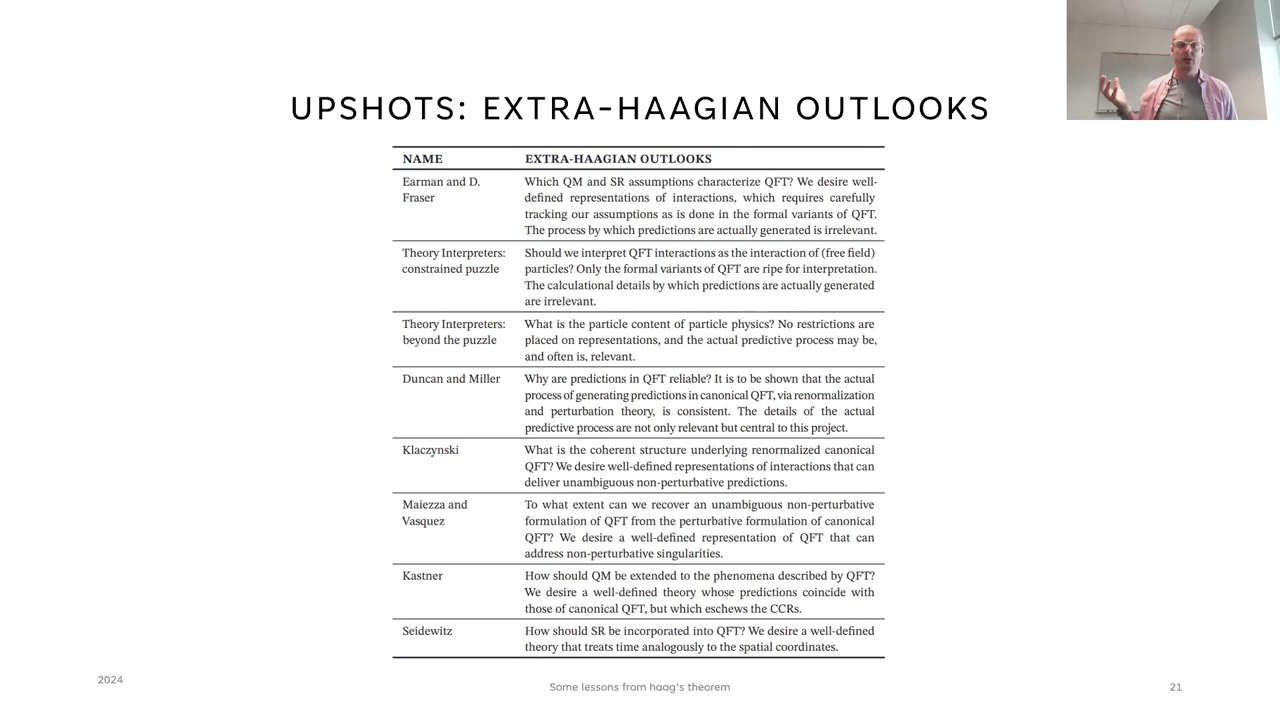 UPSHOTS: EXTRA-HAAGIAN OUTLOOKS
NAME EXTRA-HAAGIAN OUTLOOKS
Earman and D. Fraser
Which QM and SR assumptions characterize QFT? We desire well-
defined representations of interactions, which requires carefully
tracking our assumptions as is done in the formal variants of QFT.
The process by which predictions are actually generated is irrelevant.
Theory Interpreters:
constrained puzzle
Should we interpret QFT interactions as the interaction of (free field)
particles? Only the formal variants of QFT are ripe for interpretation.
The calculational details by which predictions are actually generated
are irrelevant.
Theory Interpreters:
beyond the puzzle
What is the particle content of particle physics? No restrictions are
placed on representations, and the actual predictive process may be,
and often is, relevant.
Duncan and Miller
Why are predictions in QFT reliable? It is to be shown that the actual
process of generating predictions in canonical QFT, via renormalization
and perturbation theory, is consistent. The details of the actual
predictive process are not only relevant but central to this project.
Klaczynski
What is the coherent structure underlying renormalized canonical
QFT? We desire well-defined representations of interactions that can
deliver unambiguous non-perturbative predictions.
Maiezza and
Vasquez
To what extent can we recover an unambiguous non-perturbative
formulation of QFT from the perturbative formulation of canonical
QFT? We desire a well-defined representation of QFT that can
address non-perturbative singularities.
Kastner
How should QM be extended to the phenomena described by QFT?
We desire a well-defined theory whose predictions coincide with
those of canonical QFT, but which eschews the CCRs.
Seidewitz
How should SR be incorporated into QFT? We desire a well-defined
theory that treats time analogously to the spatial coordinates.
2024
Some lessons from haag's theorem
21